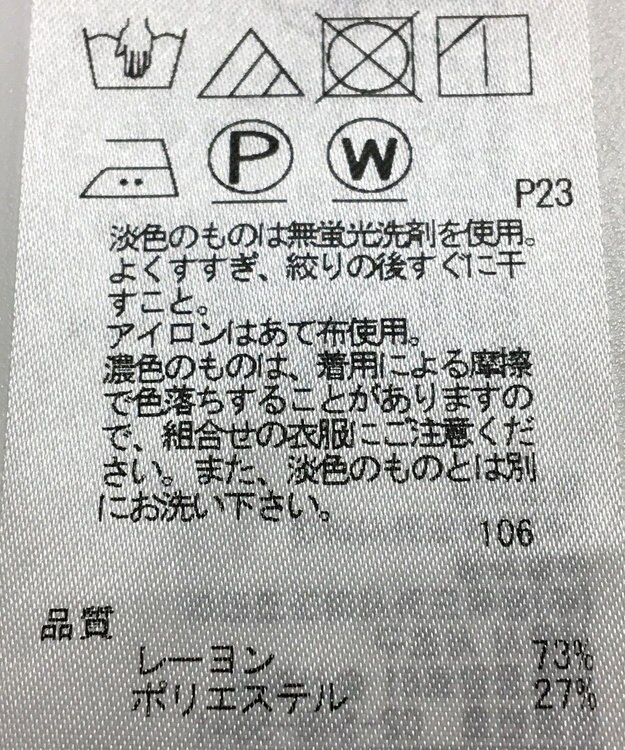 P
W
P23
淡色のものは無蛍光洗剤を使用。
よくすすぎ、絞りの後すぐに干
すこと。
アイロンはあて布使用。
濃色のものは、着用による摩擦
で色落ちすることがありますの
で、組合せの衣服にご注意くだ
さい。また、淡色のものとは別
にお洗い下さい。
106
品質
レーヨン 73%
ポリエステル 27%